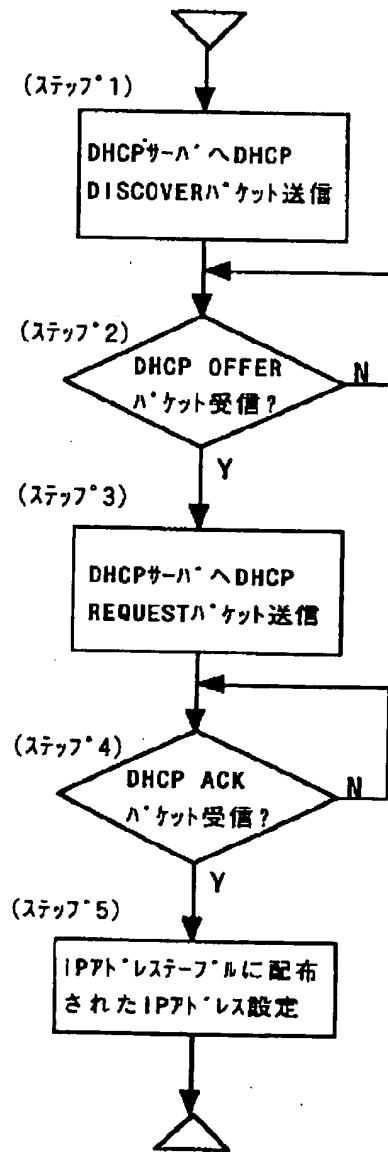 (ステップ1)
DHCPサーバへDHCP
DISCOVERパケット送信
(ステップ2)
DHCP OFFER
パケット受信?
N
Y
(ステップ3)
DHCPサーバへDHCP
REQUESTパケット送信
(ステップ4)
DHCP ACK
パケット受信?
N
Y
(ステップ5)
IPアドレステーブルに配布
されたIPアドレス設定